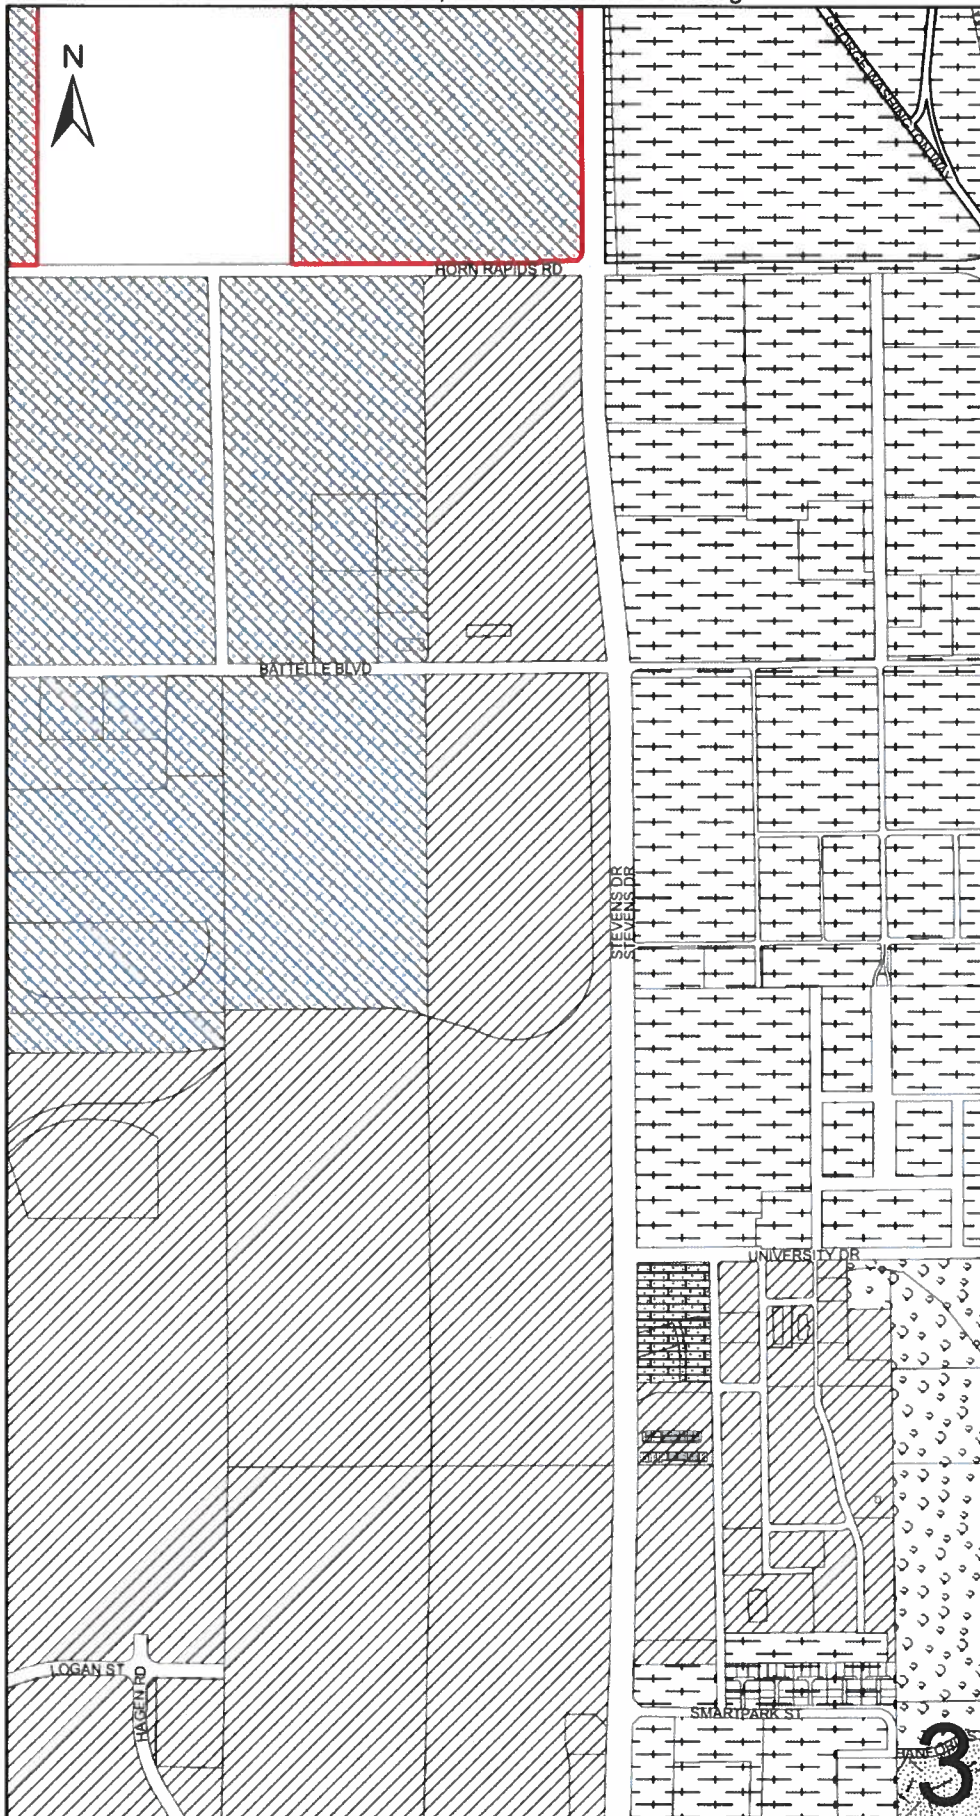 N
GEORGE WASHINGTON WAY
HORN RAPIDS RD
BATTELLE BLVD
STEVENS DR
STEVENS DR
UNIVERSITY DR
LOGAN ST
HAGEN RD
SMARTPARK ST
3